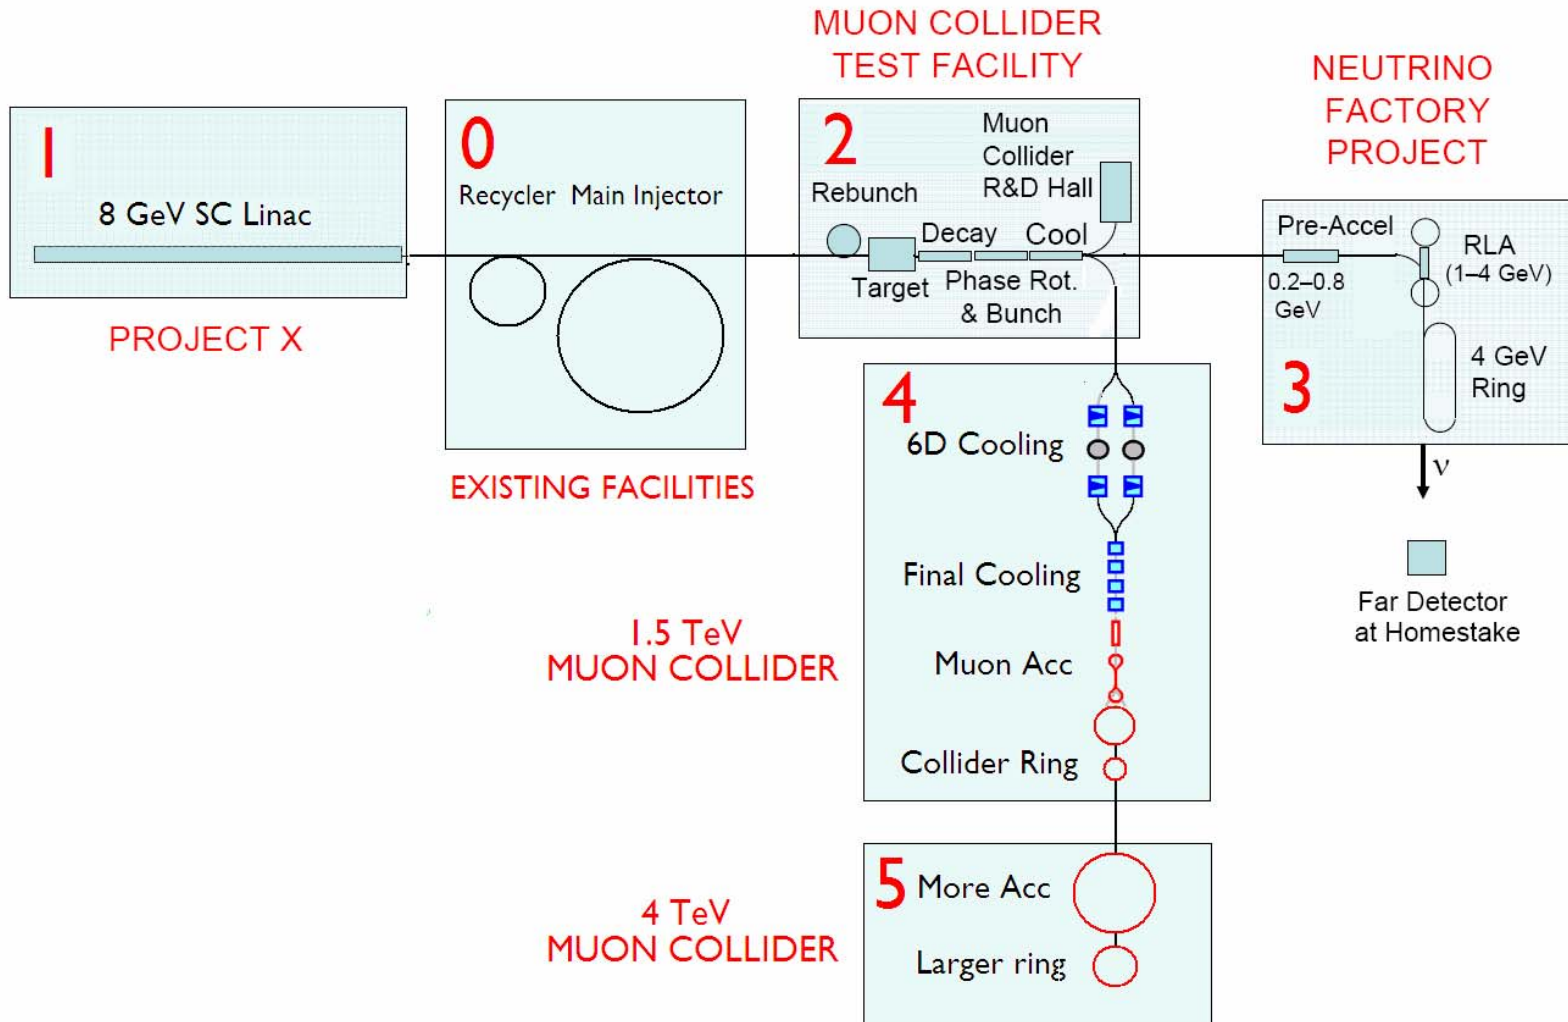 MUON COLLIDER
TEST FACILITY
NEUTRINO
FACTORY
PROJECT
1
8 GeV SC Linac
PROJECT X
0
Recycler Main Injector
EXISTING FACILITIES
2
Muon
Collider
R&D Hall
Rebunch
Decay
Cool
Target
Phase Rot.
& Bunch
Pre-Accel
RLA
(1–4 GeV)
0.2–0.8
GeV
3
4 GeV
Ring
ν
Far Detector
at Homestake
4
6D Cooling
Final Cooling
1.5 TeV
MUON COLLIDER
Muon Acc
Collider Ring
5
More Acc
4 TeV
MUON COLLIDER
Larger ring